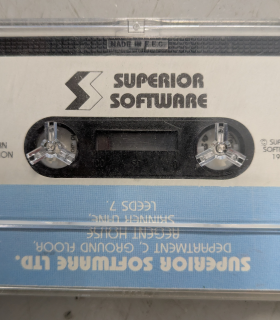 MADE IN E.E.C.
SUPERIOR
SOFTWARE
SUPERIOR SOFTWARE LTD.
DEPARTMENT C, GROUND FLOOR,
REGENT HOUSE
SKINNER LANE
LEEDS 7